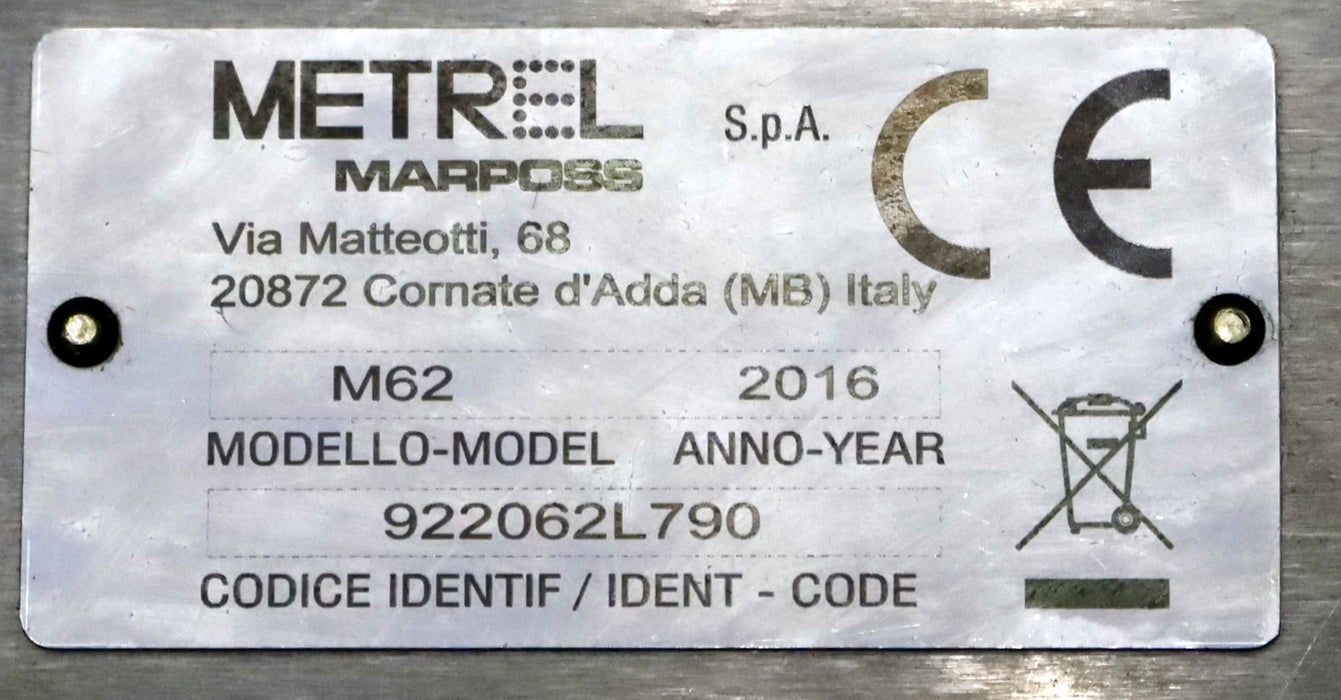 METREL S.p.A. CE
MARPOSS
Via Matteotti, 68
20872 Cornate d'Adda (MB) Italy
M62 2016
MODELLO-MODEL ANNO-YEAR
922062L790
CODICE IDENTIF / IDENT - CODE